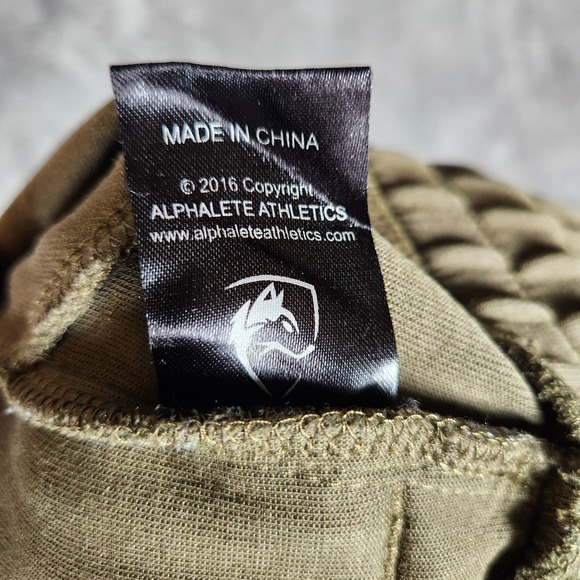 MADE IN CHINA
© 2016 Copyright
ALPHALETE ATHLETICS
www.alphaleteathletics.com